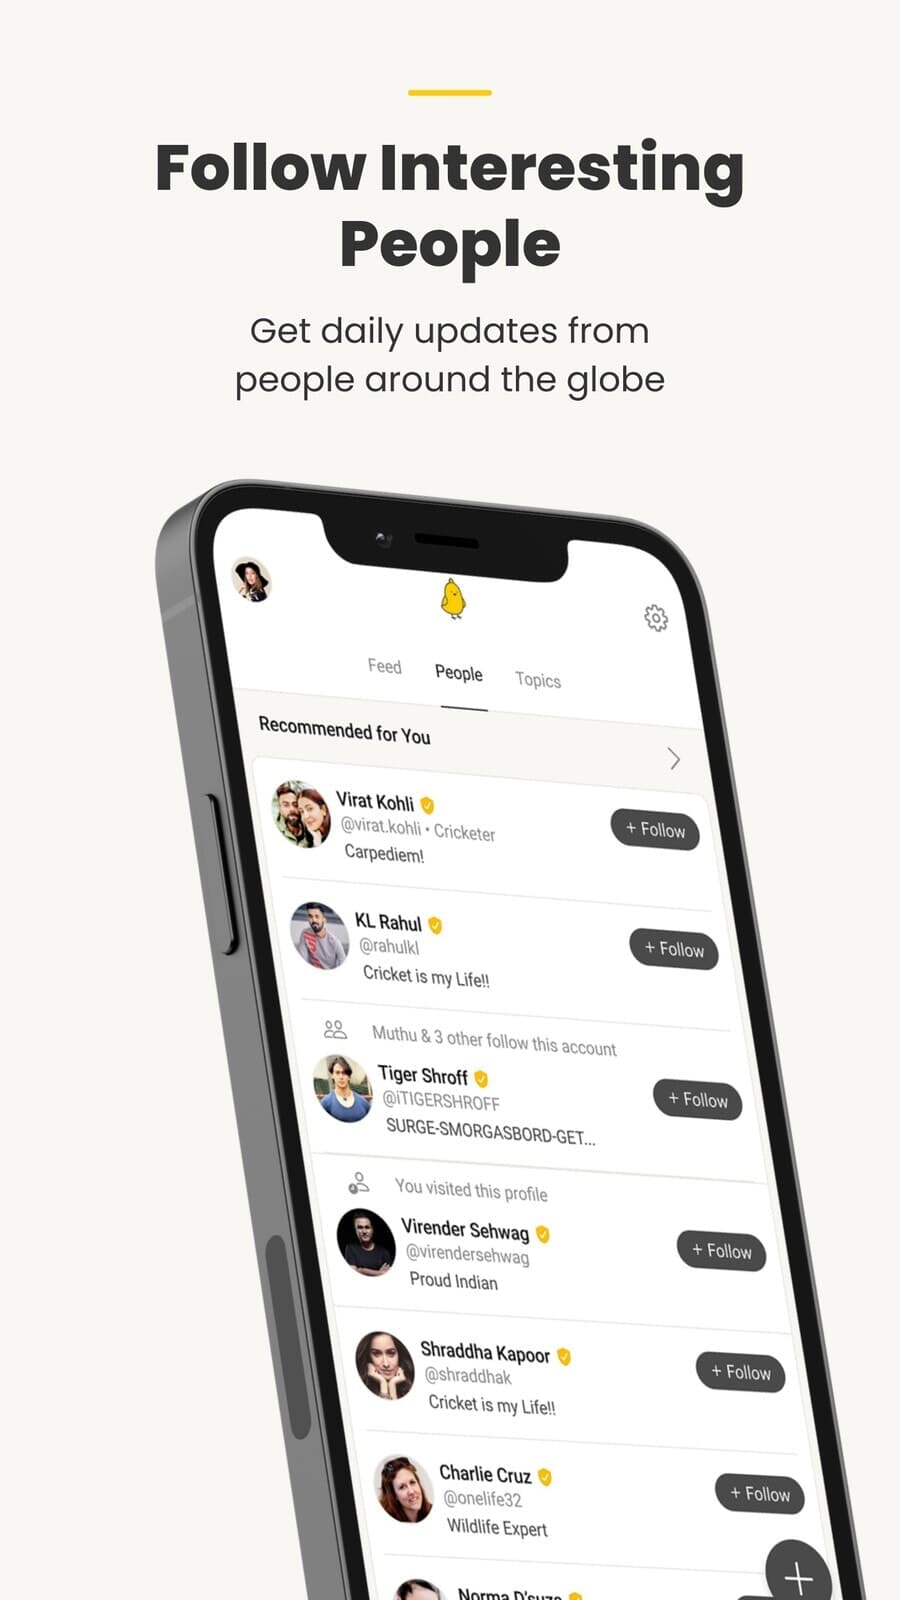 Follow Interesting
People
Get daily updates from
people around the globe
Feed People Topics
Recommended for You
Virat Kohli
@virat.kohli • Cricketer
Carpediem!
+ Follow
KL Rahul
@rahulkl
Cricket is my Life!!
+ Follow
Muthu & 3 other follow this account
Tiger Shroff
@iTIGERSHROFF
SURGE-SMORGASBORD-GET...
+ Follow
You visited this profile
Virender Sehwag
@virendersehwag
Proud Indian
+ Follow
Shraddha Kapoor
@shraddhak
Cricket is my Life!!
+ Follow
Charlie Cruz
@onelife32
Wildlife Expert
+ Follow
Norma